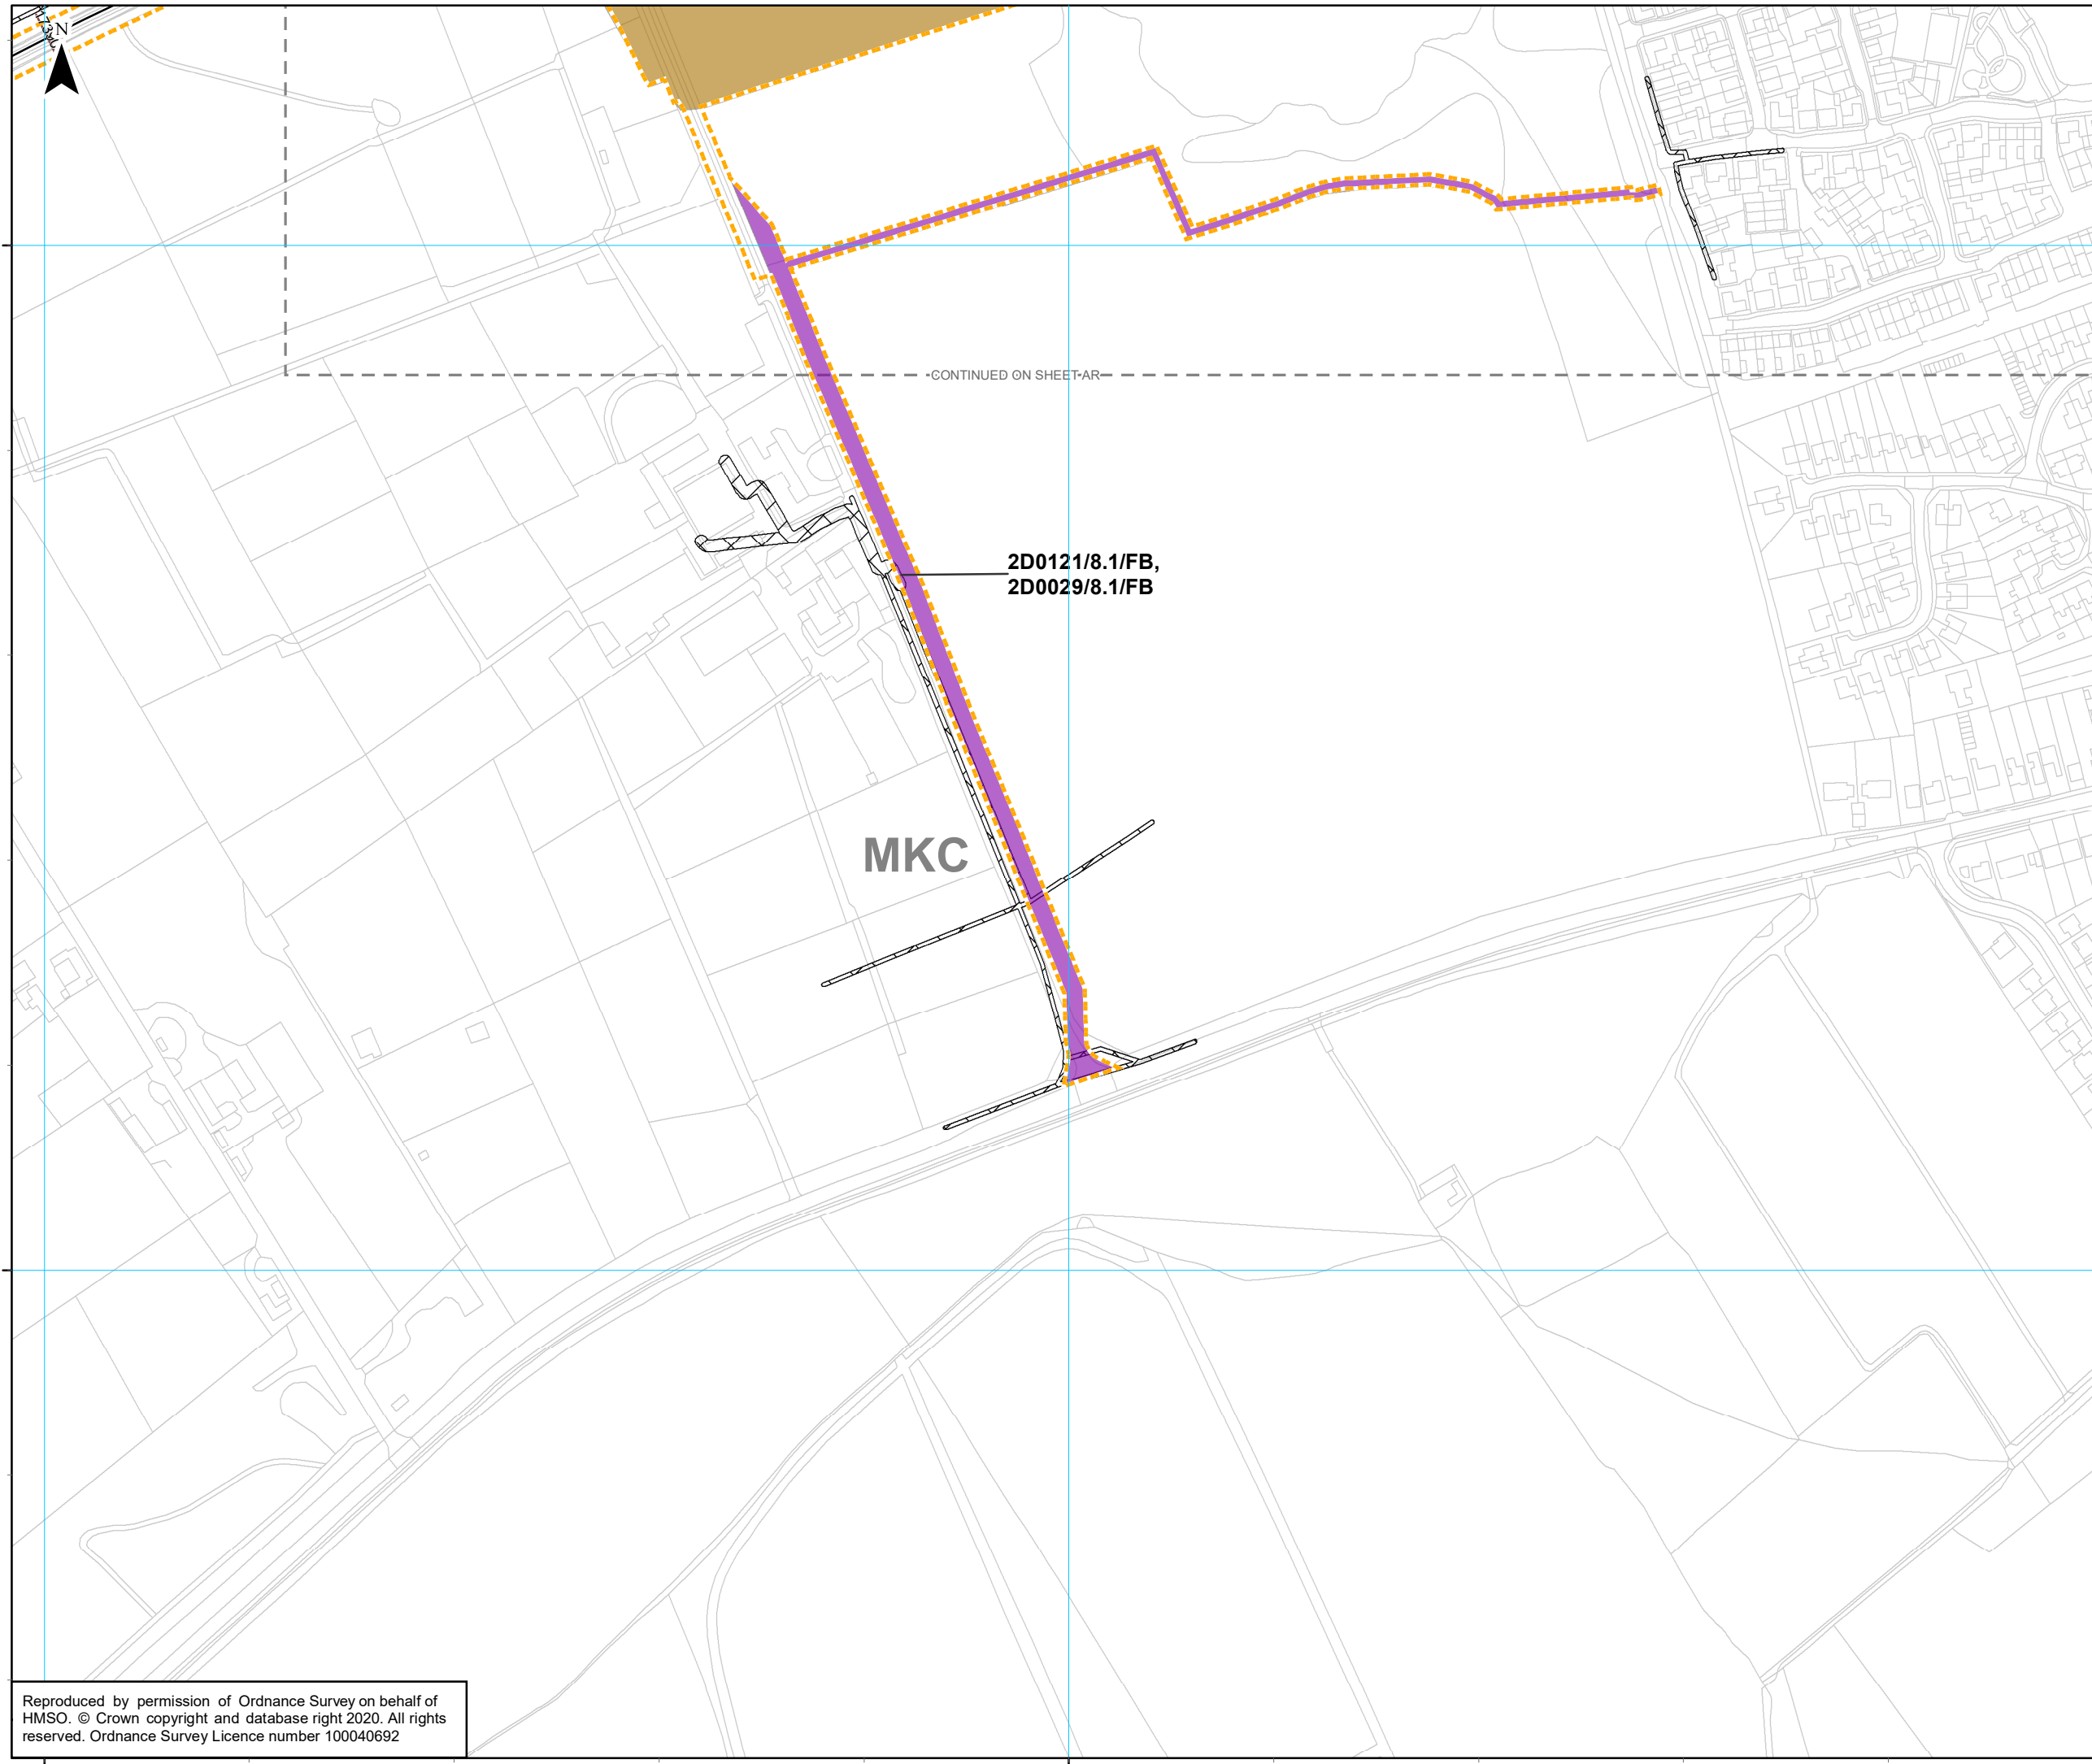 N
CONTINUED ON SHEET AR
2D0121/8.1/FB,
2D0029/8.1/FB
MKC
Reproduced by permission of Ordnance Survey on behalf of
HMSO. © Crown copyright and database right 2020. All rights
reserved. Ordnance Survey Licence number 100040692